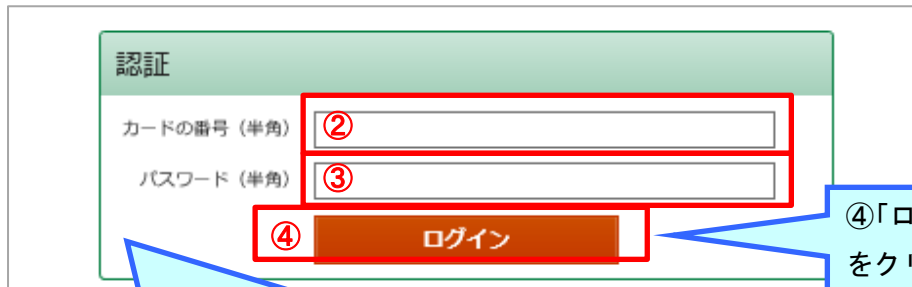 認証
カードの番号（半角） ②
パスワード（半角） ③
④ ログイン
④「ロ
をクリ